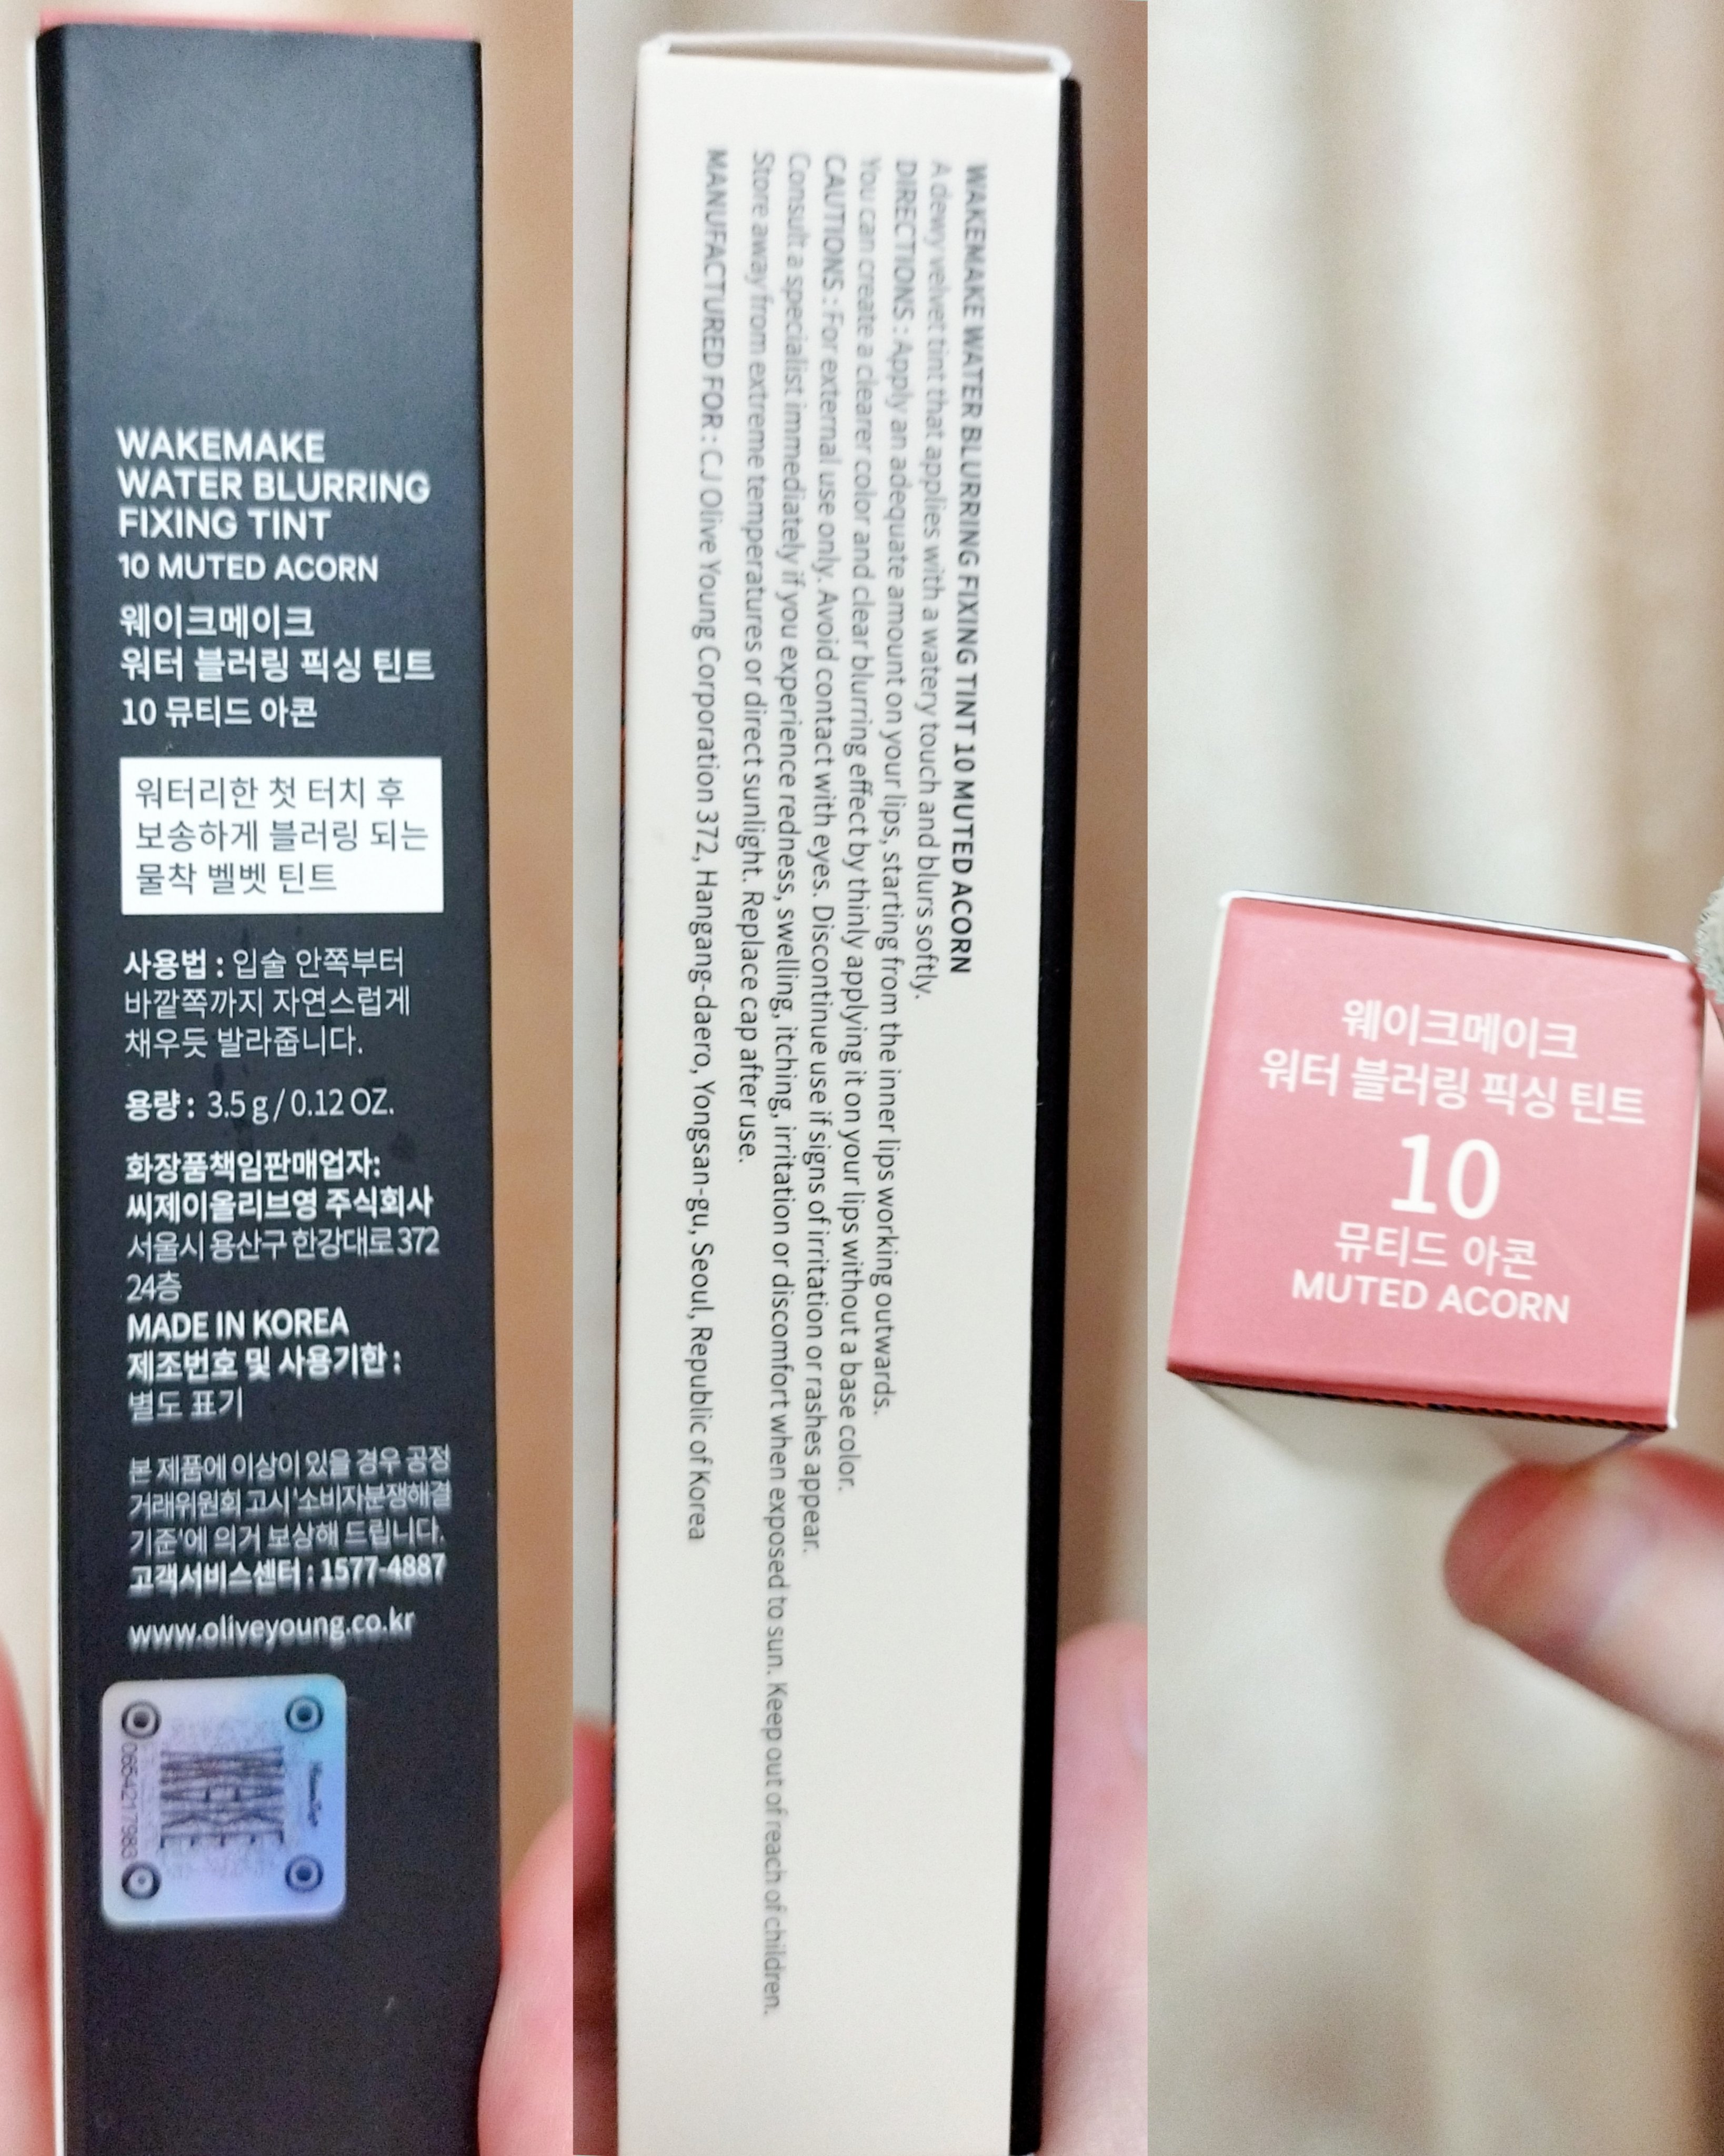 WAKEMAKE
WATER BLURRING
FIXING TINT
10 MUTED ACORN
웨이크메이크
워터 블러링 픽싱 틴트
10 뮤티드 아콘
워터리한 첫 터치 후
보송하게 블러링 되는
물착 벨벳 틴트
사용법 : 입술 안쪽부터
바깥쪽까지 자연스럽게
채우듯 발라줍니다.
용량 : 3.5 g / 0.12 OZ.
화장품책임판매업자:
씨제이올리브영 주식회사
서울시 용산구 한강대로 372
24층
MADE IN KOREA
제조번호 및 사용기한 :
별도 표기
본 제품에 이상이 있을 경우 공정
거래위원회 고시 '소비자분쟁해결
기준'에 의거 보상해 드립니다.
고객서비스센터 : 1577-4887
www.oliveyoung.co.kr
WAKE
MAKE
0664217983
WAKEMAKE WATER BLURRING FIXING TINT 10 MUTED ACORN
A dewy velvet tint that applies with a watery touch and blurs softly.
DIRECTIONS : Apply an adequate amount on your lips, starting from the inner lips working outwards.
You can create a clearer color and clear blurring effect by thinly applying it on your lips without a base color.
CAUTIONS : For external use only. Avoid contact with eyes. Discontinue use if signs of irritation or rashes appear.
Consult a specialist immediately if you experience redness, swelling, itching, irritation or discomfort when exposed to sun. Keep out of reach of children.
Store away from extreme temperatures or direct sunlight. Replace cap after use.
MANUFACTURED FOR : CJ Olive Young Corporation 372, Hangang-daero, Yongsan-gu, Seoul, Republic of Korea
웨이크메이크
워터 블러링 픽싱 틴트
10
뮤티드 아콘
MUTED ACORN